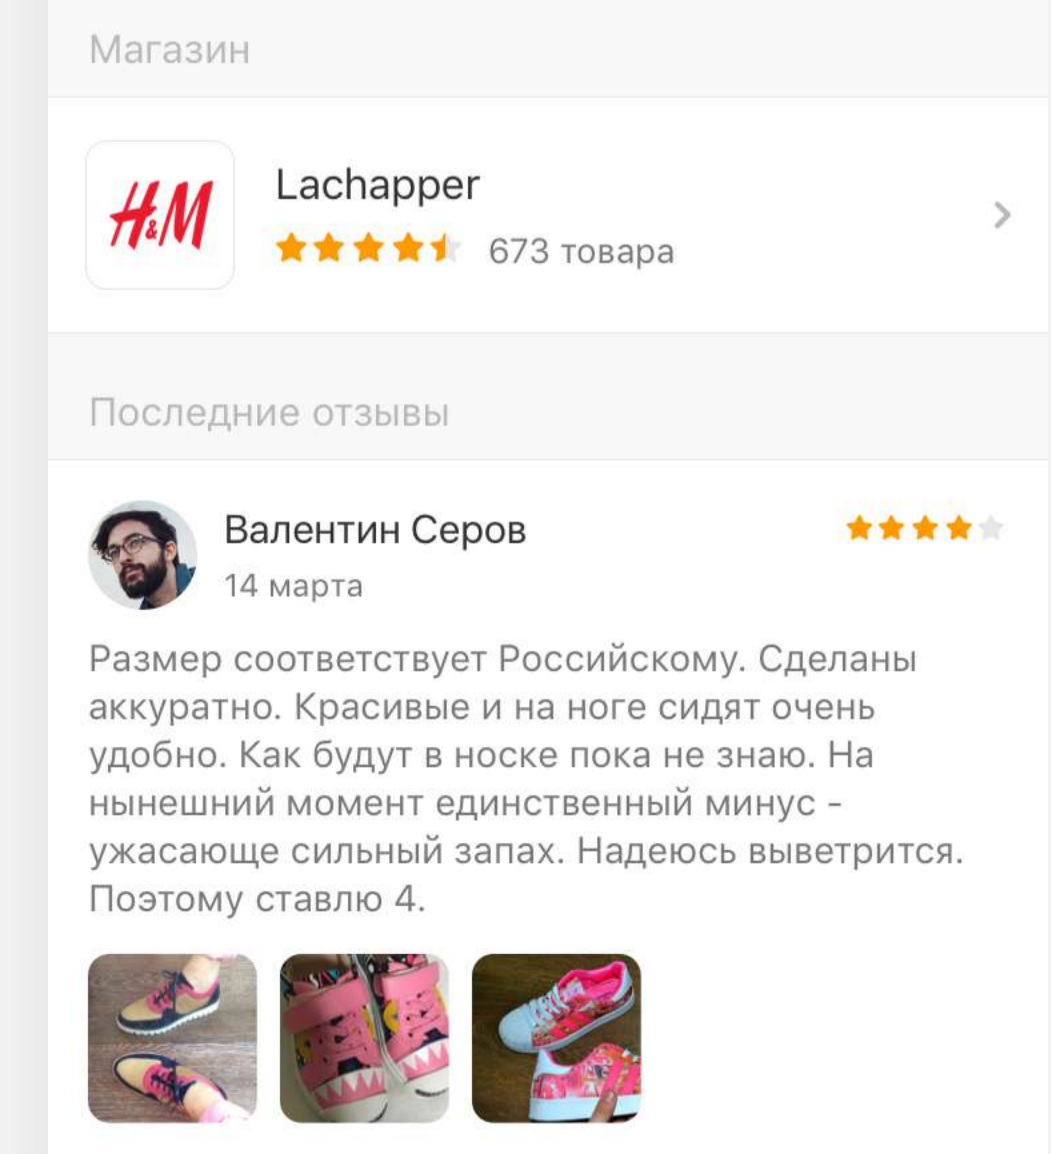 Магазин
H&M
Lachapper
673 товара
Последние отзывы
Валентин Серов
14 марта
Размер соответствует Российскому. Сделаны
аккуратно. Красивые и на ноге сидят очень
удобно. Как будут в носке пока не знаю. На
нынешний момент единственный минус -
ужасающе сильный запах. Надеюсь выветрится.
Поэтому ставлю 4.